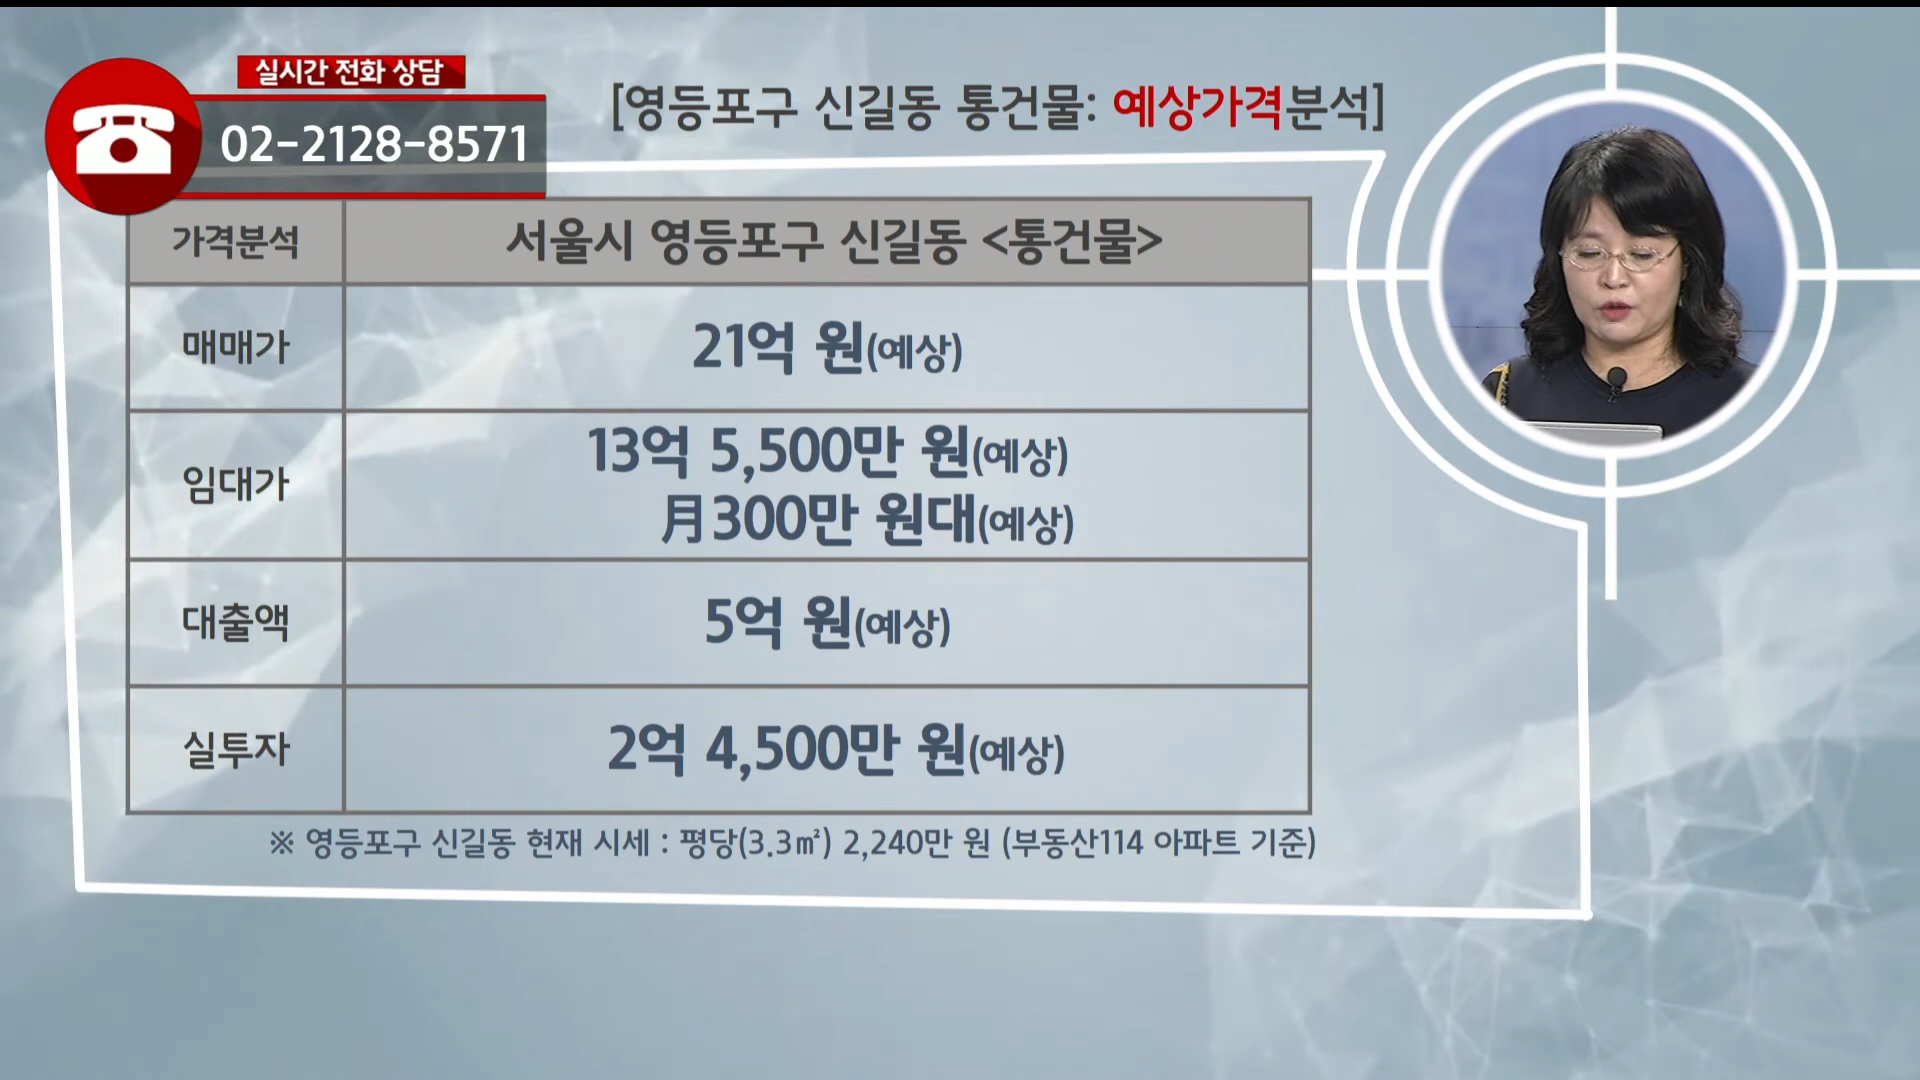 실시간 전화 상담
02-2128-8571
[영등포구 신길동 통건물: 예상가격분석]
가격분석 서울시 영등포구 신길동 <통건물>
매매가 21억 원(예상)
임대가 13억 5,500만 원(예상)
月300만 원대(예상)
대출액 5억 원(예상)
실투자 2억 4,500만 원(예상)
※ 영등포구 신길동 현재 시세 : 평당(3.3㎡) 2,240만 원 (부동산114 아파트 기준)